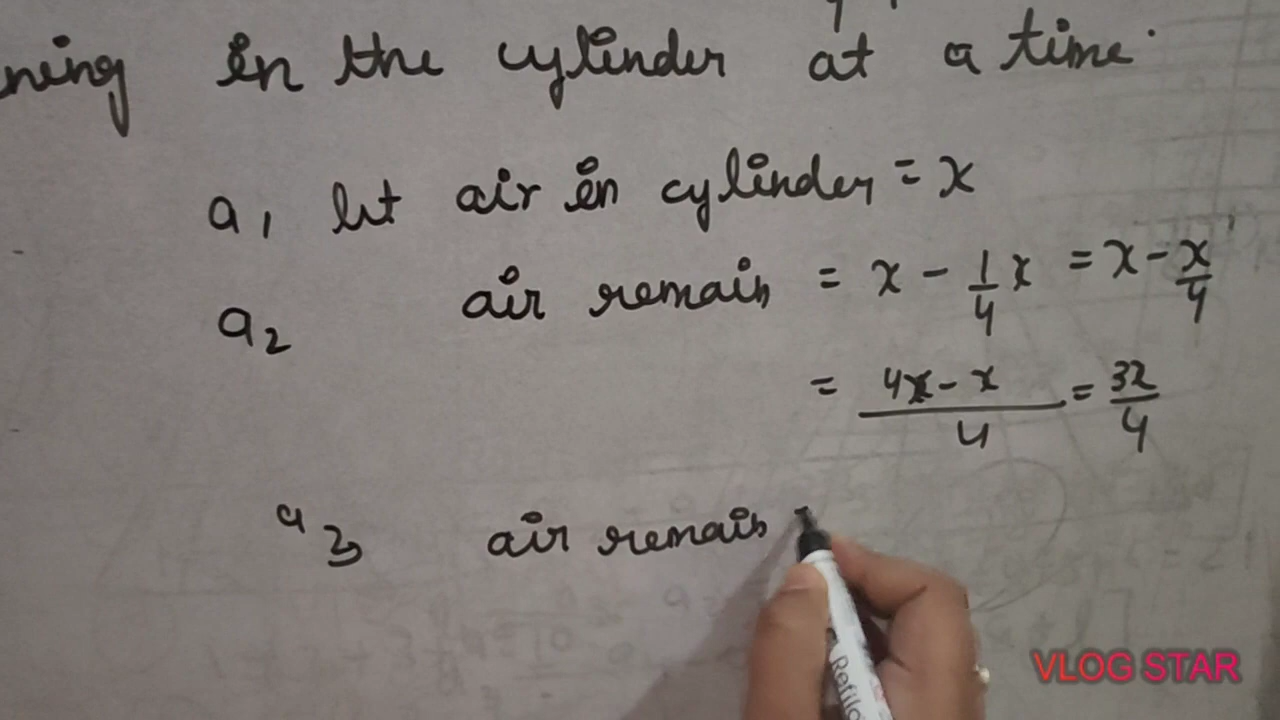 ning in the cylinder at a time.
a1 let air in cylinder = x
a2 air remain = x - 1/4 x = x - x/4
= 4x - x / 4 = 3x/4
a3 air remain =
Refil
VLOG STAR